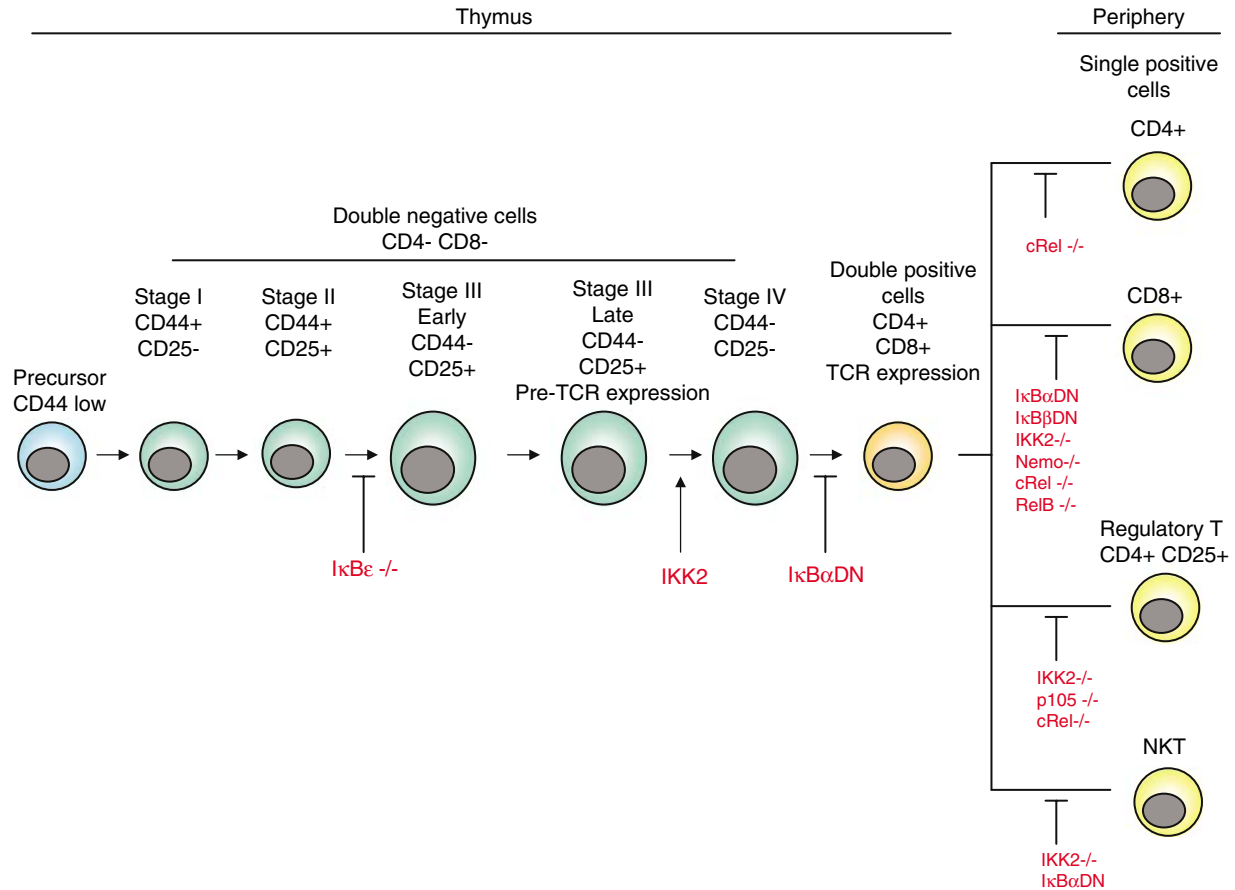 Thymus
Periphery
Single positive
cells
CD4+
cRel -/-
Double negative cells
CD4- CD8-
Precursor
CD44 low
Stage I
CD44+
CD25-
Stage II
CD44+
CD25+
Stage III
Early
CD44-
CD25+
Stage III
Late
CD44-
CD25+
Pre-TCR expression
Stage IV
CD44-
CD25-
Double positive
cells
CD4+
CD8+
TCR expression
IκBε -/-
IKK2
IκBαDN
CD8+
IκBαDN
IκBβDN
IKK2-/-
Nemo-/-
cRel -/-
RelB -/-
Regulatory T
CD4+ CD25+
IKK2-/-
p105 -/-
cRel-/-
NKT
IKK2-/-
IκBαDN